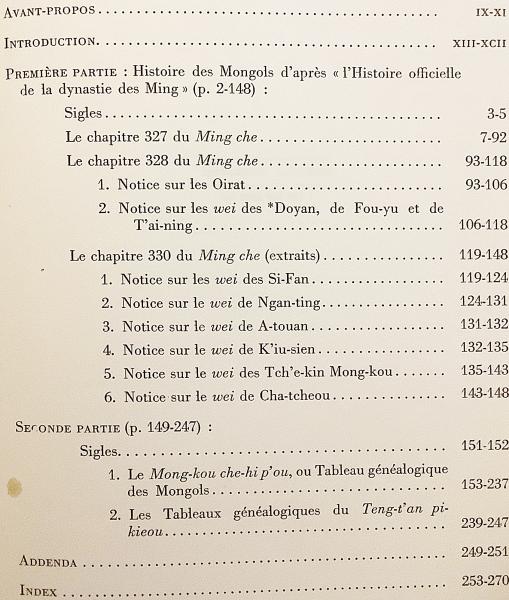 AVANT-PROPOS........................................ IX-XI
INTRODUCTION........................................ XIII-XCII
PREMIÈRE PARTIE : Histoire des Mongols d'après « l'Histoire officielle
de la dynastie des Ming » (p. 2-148) :
Sigles........................................ 3-5
Le chapitre 327 du Ming che........................ 7-92
Le chapitre 328 du Ming che........................ 93-118
1. Notice sur les Oirat........................ 93-106
2. Notice sur les wei des *Doyan, de Fou-yu et de
T'ai-ning........................ 106-118
Le chapitre 330 du Ming che (extraits)................ 119-148
1. Notice sur les wei des Si-Fan................ 119-124
2. Notice sur le wei de Ngan-ting................ 124-131
3. Notice sur le wei de A-touan................ 131-132
4. Notice sur le wei de K'iu-sien................ 132-135
5. Notice sur le wei des Tch'e-kin Mong-kou....... 135-143
6. Notice sur le wei de Cha-tcheou................ 143-148
SECONDE PARTIE (p. 149-247) :
Sigles........................................ 151-152
1. Le Mong-kou che-hi p'ou, ou Tableau généalogique
des Mongols........................ 153-237
2. Les Tableaux généalogiques du Teng-t'an pi-
kieou........................ 239-247
ADDENDA ........................................ 249-251
INDEX ........................................ 253-270